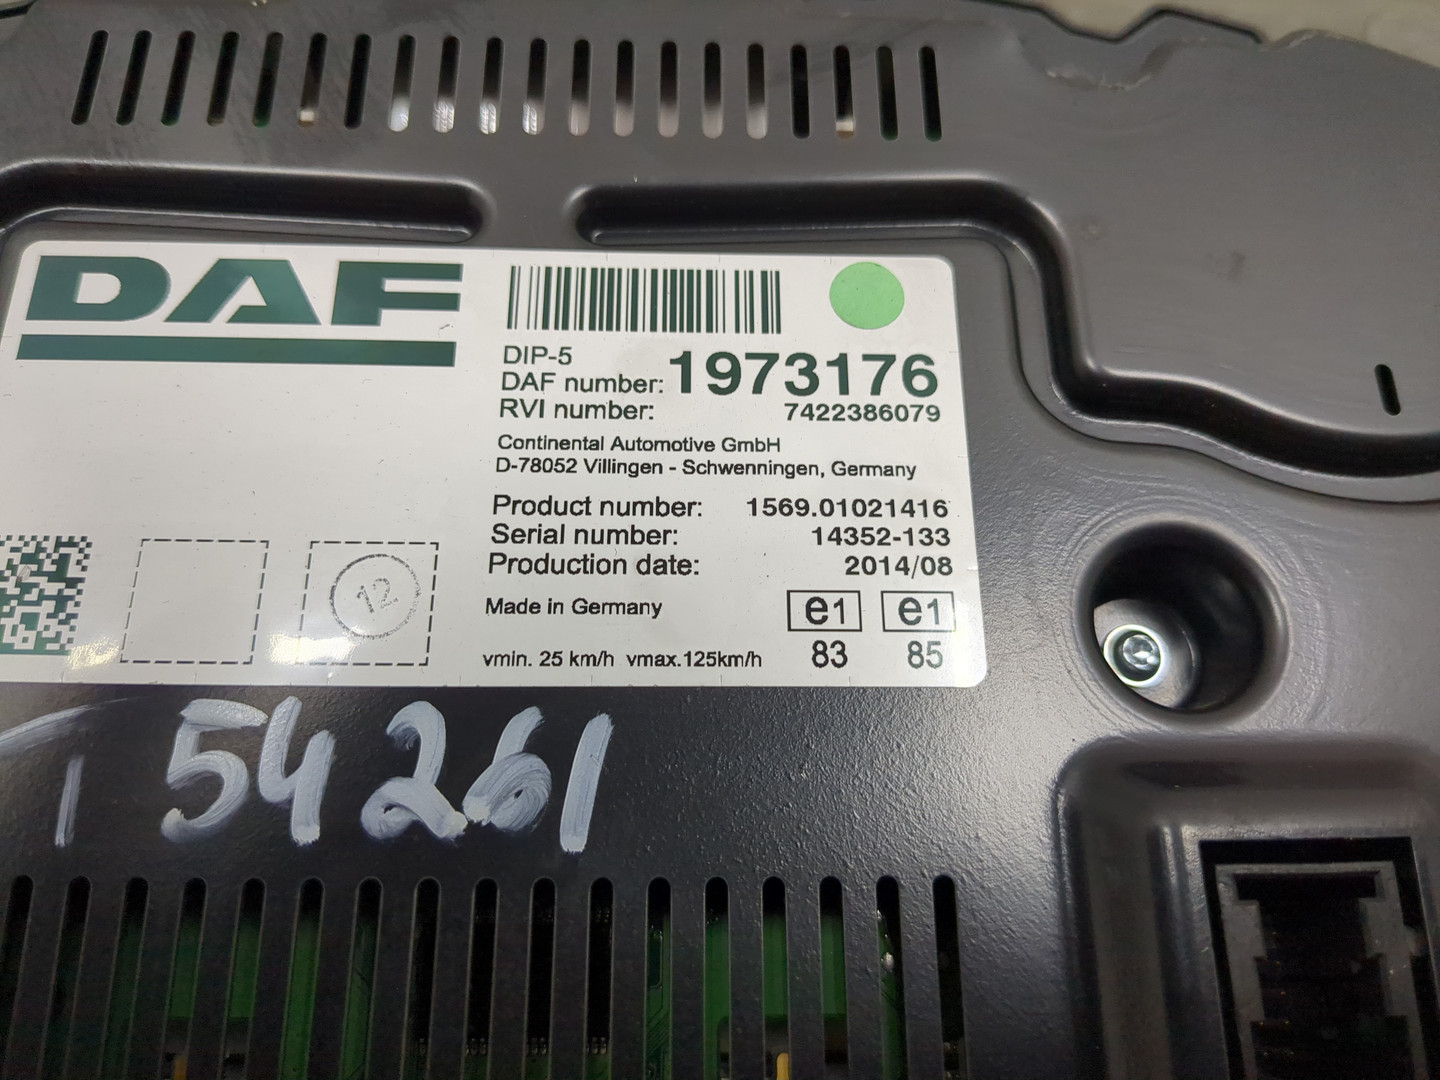 DAF
DIP-5
DAF number: 1973176
RVI number: 7422386079
Continental Automotive GmbH
D-78052 Villingen - Schwenningen, Germany
Product number: 1569.01021416
Serial number: 14352-133
Production date: 2014/08
12
Made in Germany
e1 e1
83 85
vmin. 25 km/h vmax.125km/h
54261